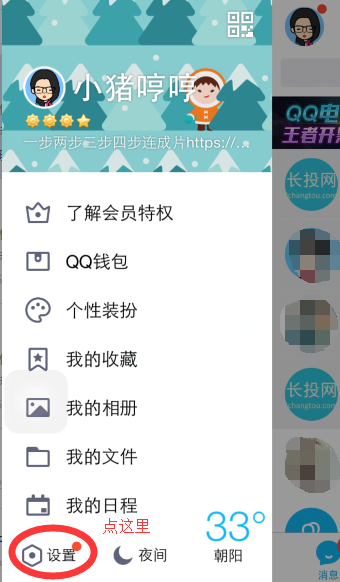 小猪哼哼
一步两步三步四步连成片https://...
了解会员特权
QQ钱包
个性装扮
我的收藏
我的相册
我的文件
我的日程
点这里
33°
设置
夜间
朝阳
QQ电
王者开
长投网
changtou.com
长投网
changtou.com
消息